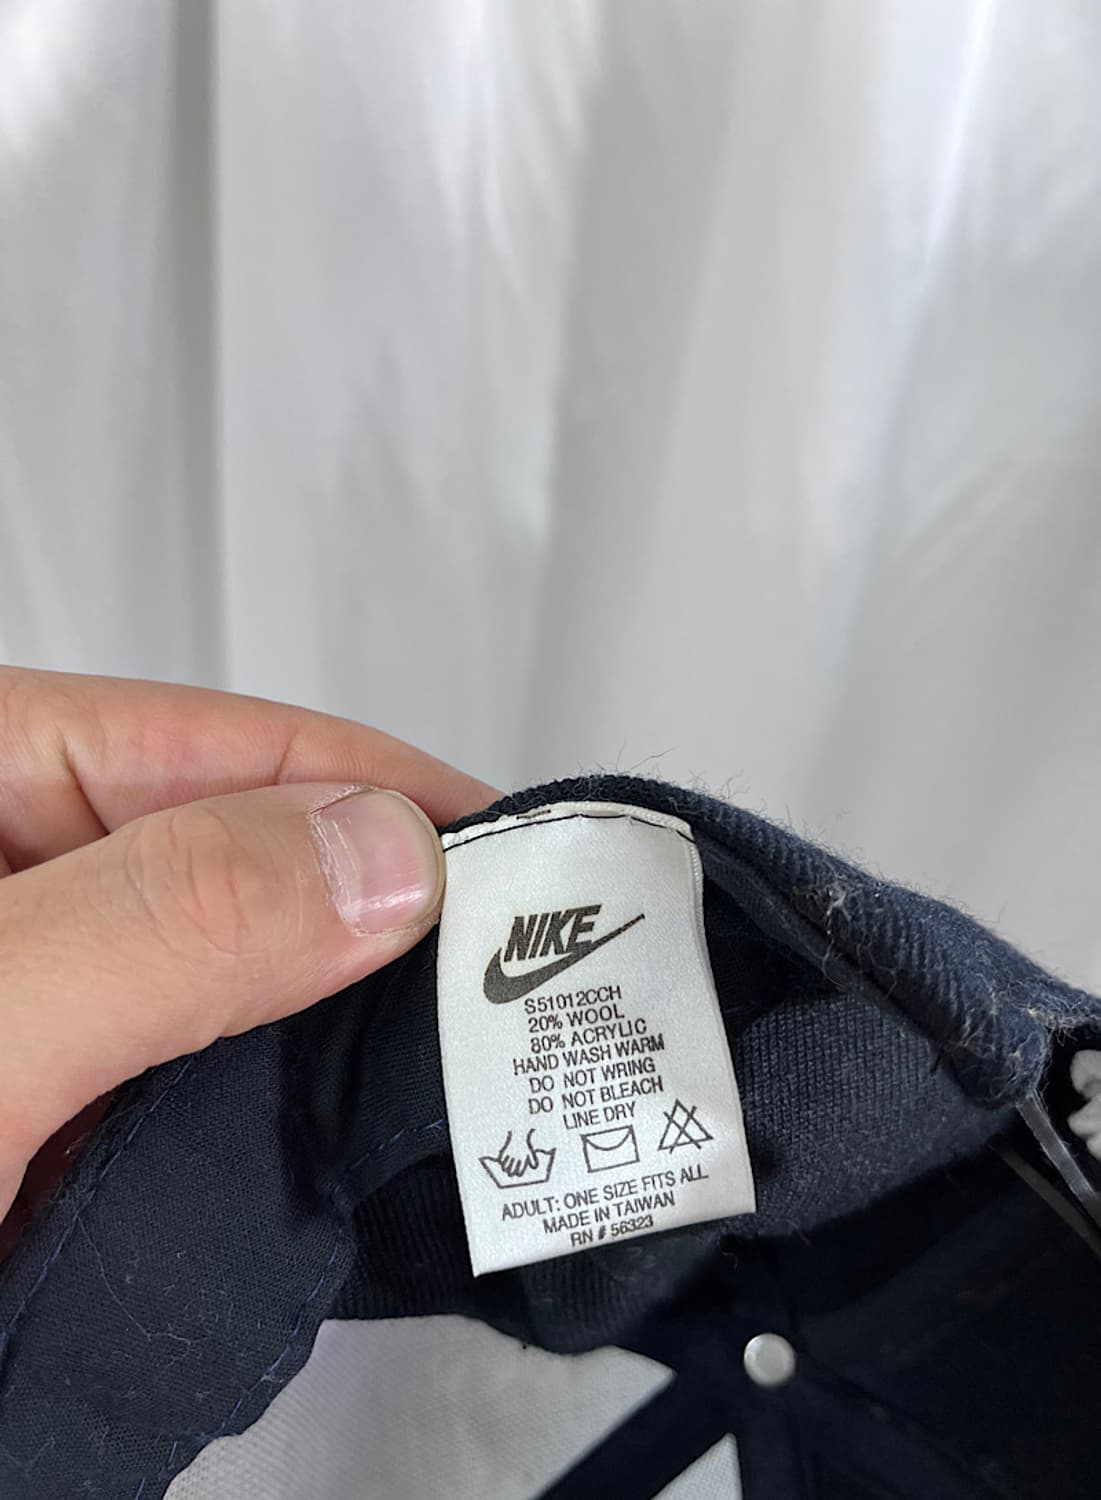 NIKE
S51012CCH
20% WOOL
80% ACRYLIC
HAND WASH WARM
DO NOT WRING
DO NOT BLEACH
LINE DRY
ADULT: ONE SIZE FITS ALL
MADE IN TAIWAN
RN # 56323